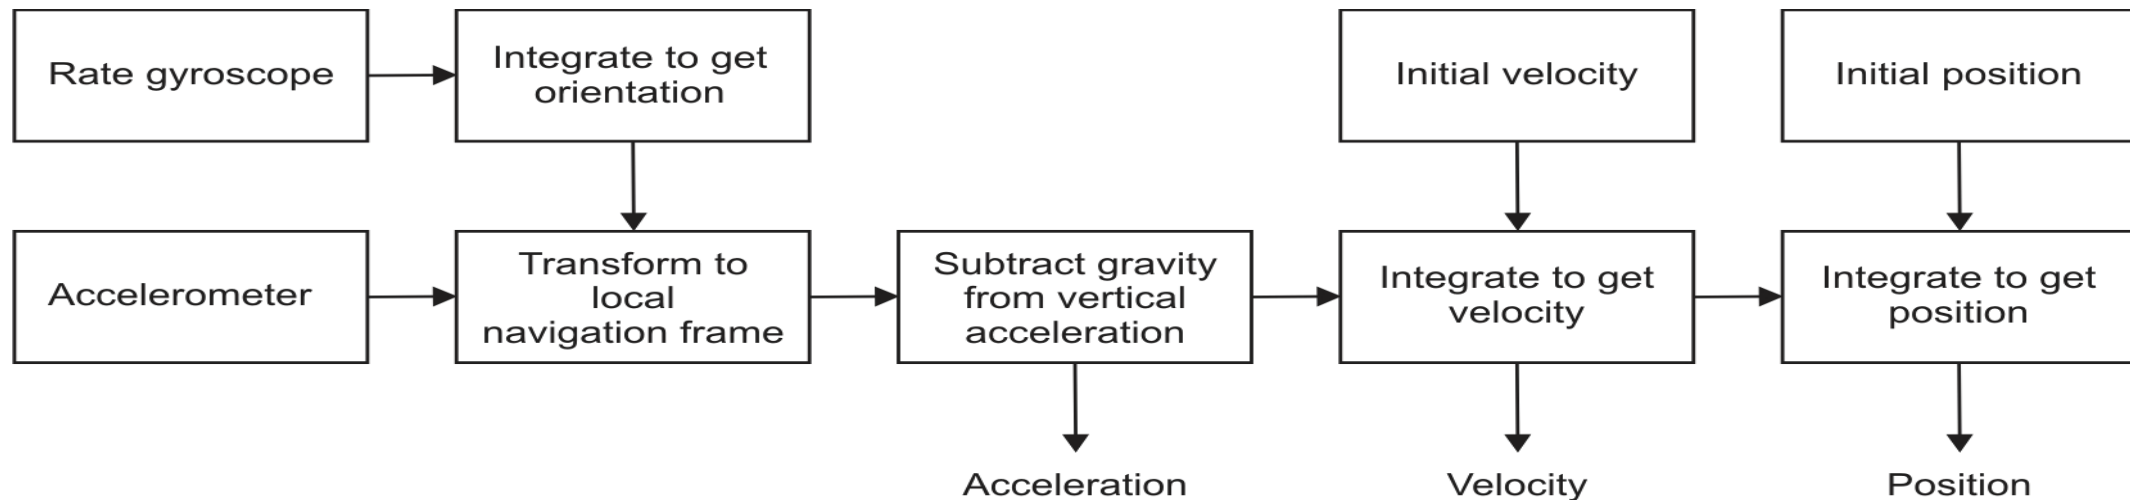 Rate gyroscope
Integrate to get
orientation
Initial velocity
Initial position
Accelerometer
Transform to
local
navigation frame
Subtract gravity
from vertical
acceleration
Integrate to get
velocity
Integrate to get
position
Acceleration
Velocity
Position